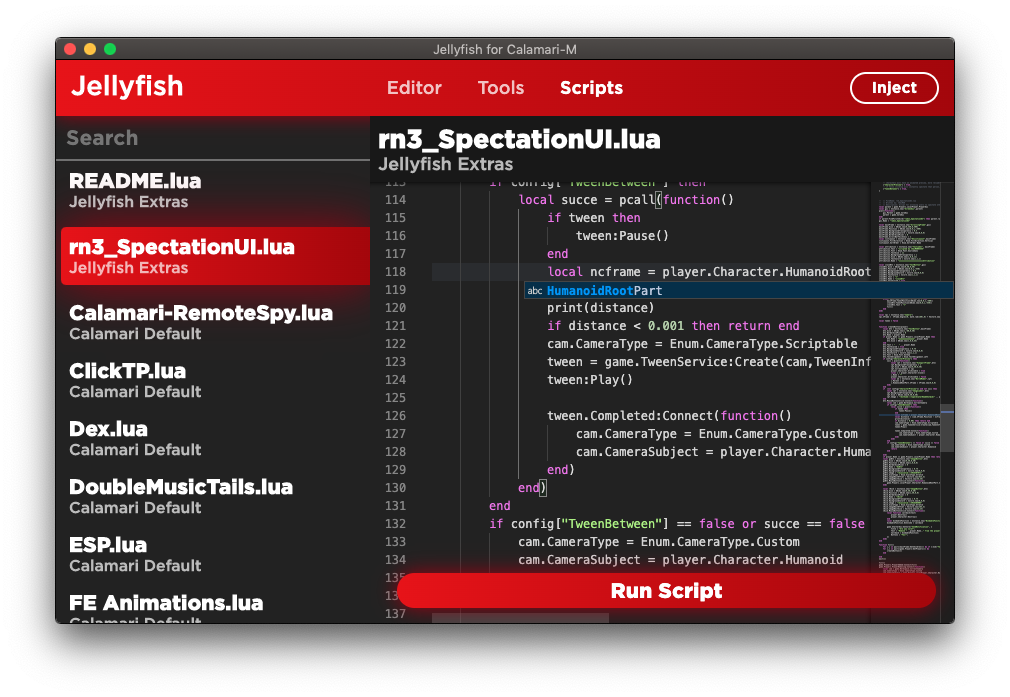 Jellyfish for Calamari-M
Jellyfish
Editor
Tools
Scripts
Inject
Search
README.lua
Jellyfish Extras
rn3_SpectationUI.lua
Jellyfish Extras
Calamari-RemoteSpy.lua
Calamari Default
ClickTP.lua
Calamari Default
Dex.lua
Calamari Default
DoubleMusicTails.lua
Calamari Default
ESP.lua
Calamari Default
FE Animations.lua
Calamari Default
rn3_SpectationUI.lua
Jellyfish Extras
113 if config["TweenBetween"] then
114 local succe = pcall(function()
115 if tween then
116 tween:Pause()
117 end
118 local ncframe = player.Character.HumanoidRoot
119
abc HumanoidRootPart
120 print(distance)
121 if distance < 0.001 then return end
122 cam.CameraType = Enum.CameraType.Scriptable
123 tween = game.TweenService:Create(cam,TweenInf
124 tween:Play()
125
126 tween.Completed:Connect(function()
127 cam.CameraType = Enum.CameraType.Custom
128 cam.CameraSubject = player.Character.Huma
129 end)
130 end)
131 end
132 if config["TweenBetween"] == false or succe == false
133 cam.CameraType = Enum.CameraType.Custom
134 cam.CameraSubject = player.Character.Humanoid
135
Run Script
137